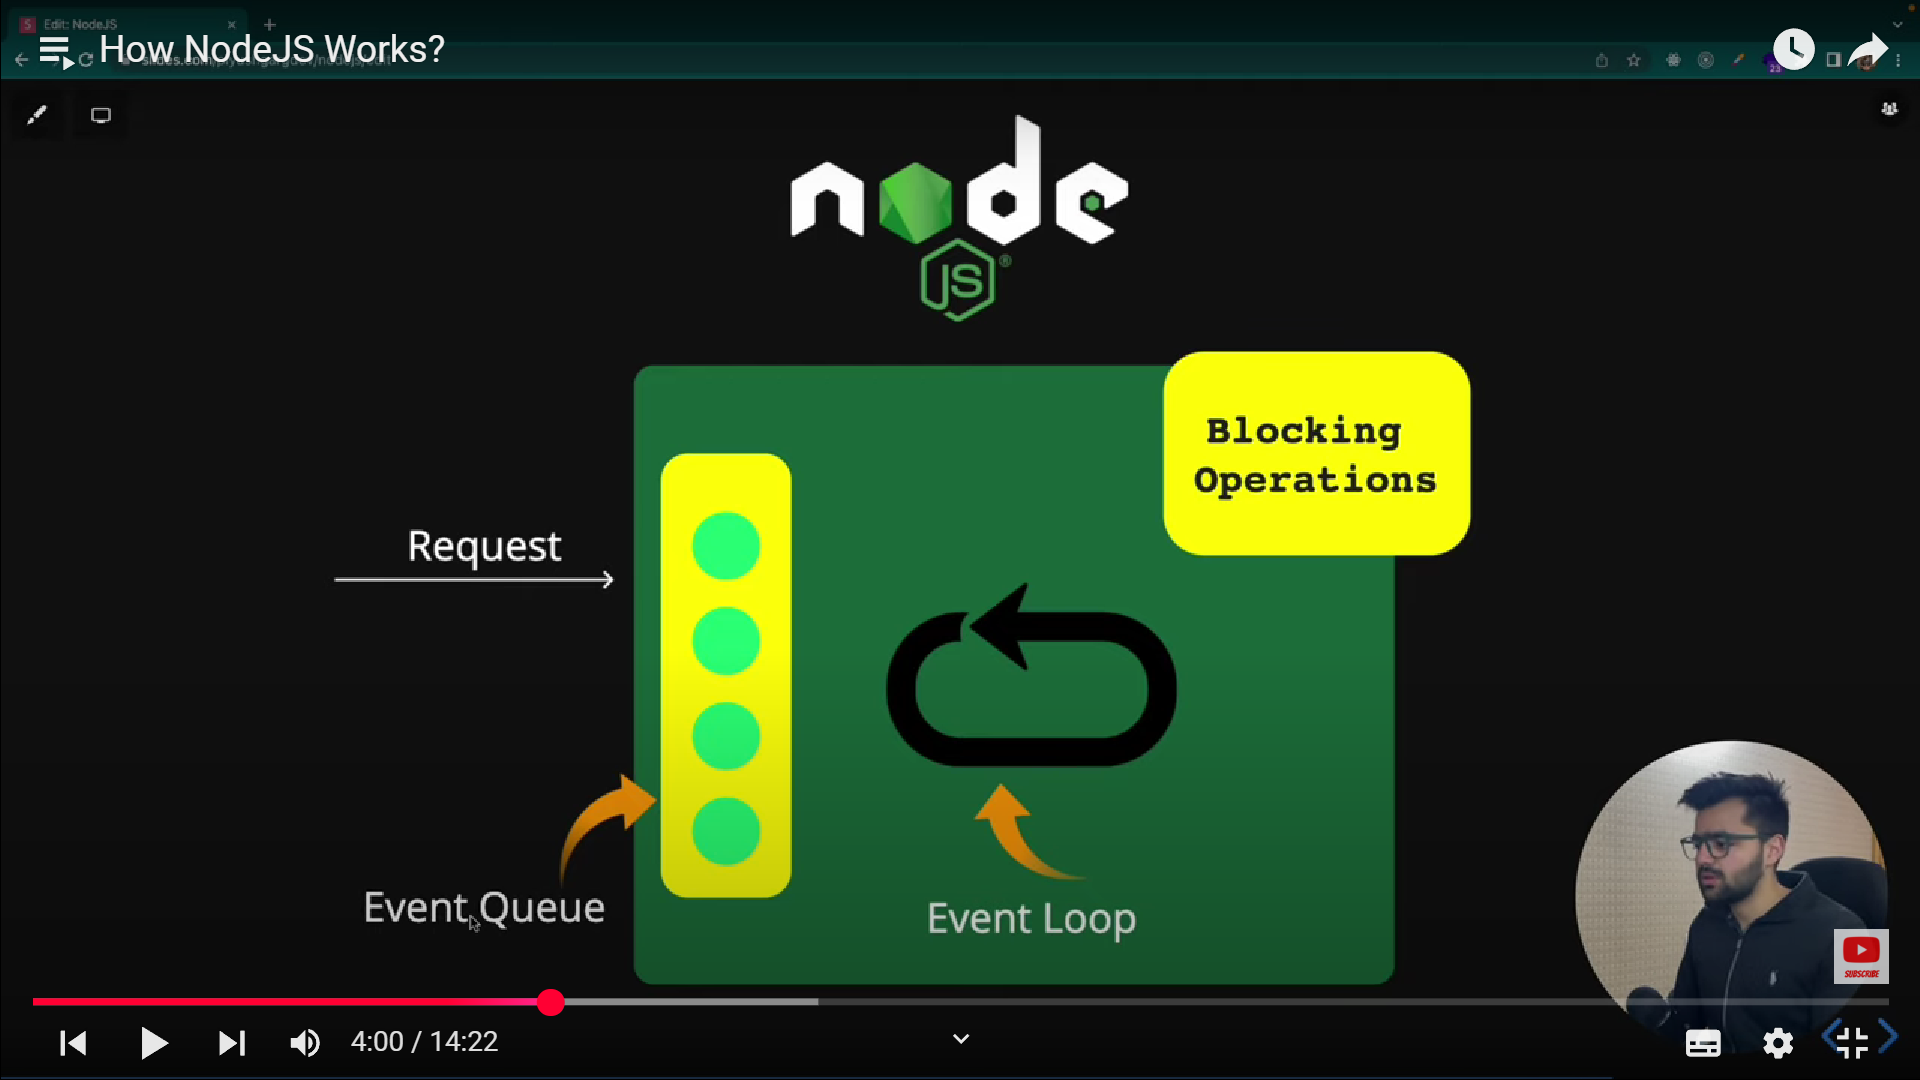 Edit: NodeJS
How NodeJS Works?
23
node
JS
®
Blocking
Operations
Request
Event Queue
Event Loop
SUBSCRIBE
4:00 / 14:22